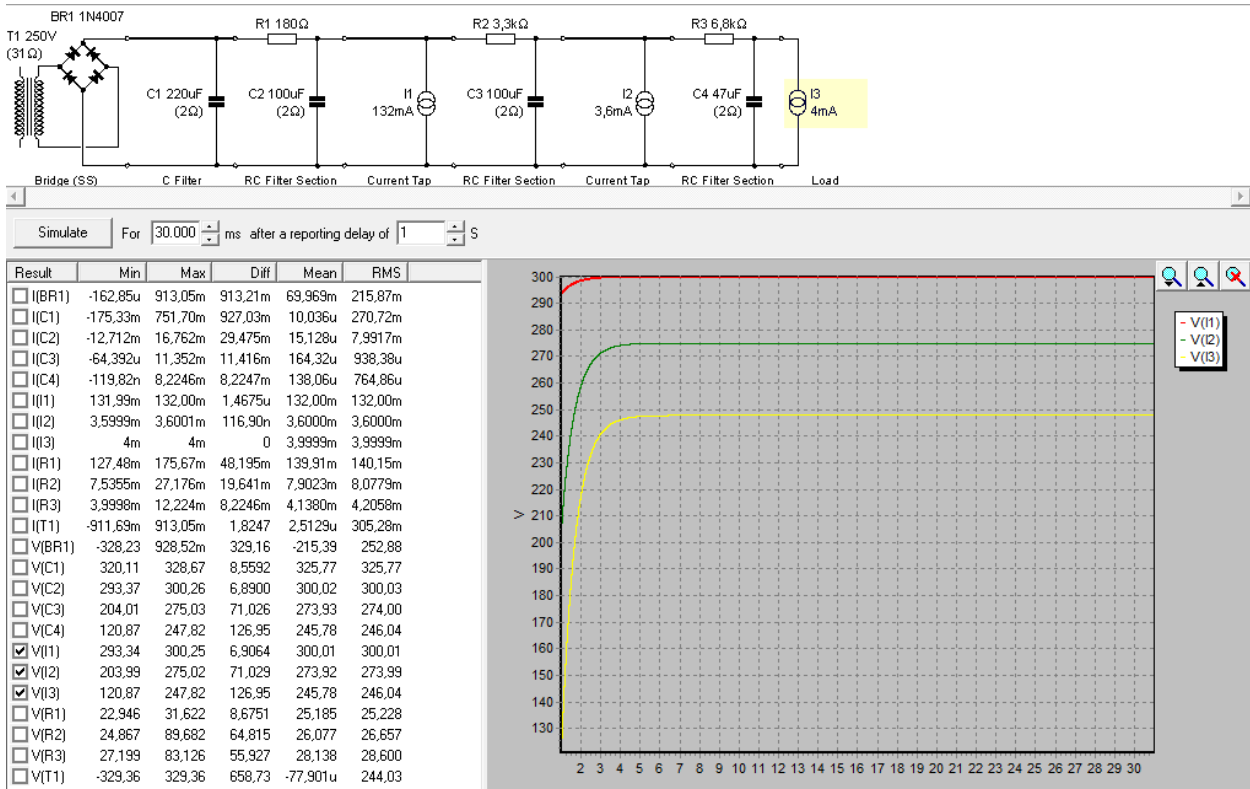 BR1 1N4007
T1 250V
(31Ω)
R1 180Ω
R2 3,3kΩ
R3 6,8kΩ
C1 220uF
(2Ω)
C2 100uF
(2Ω)
I1
132mA
C3 100uF
(2Ω)
I2
3,6mA
C4 47uF
(2Ω)
I3
4mA
Bridge (SS) C Filter RC Filter Section Current Tap RC Filter Section Current Tap RC Filter Section Load
Simulate For 30.000 ms after a reporting delay of 1 S
Result Min Max Diff Mean RMS
I(BR1) -162,85u 913,05m 913,21m 69,969m 215,87m
I(C1) -175,33m 751,70m 927,03m 10,036u 270,72m
I(C2) -12,712m 16,762m 29,475m 15,128u 7,9917m
I(C3) -64,392u 11,352m 11,416m 164,32u 938,38u
I(C4) -119,82n 8,2246m 8,2247m 138,06u 764,86u
I(I1) 131,99m 132,00m 1,4675u 132,00m 132,00m
I(I2) 3,5999m 3,6001m 116,90n 3,6000m 3,6000m
I(I3) 4m 4m 0 3,9999m 3,9999m
I(R1) 127,48m 175,67m 48,195m 139,91m 140,15m
I(R2) 7,5355m 27,176m 19,641m 7,9023m 8,0779m
I(R3) 3,9998m 12,224m 8,2246m 4,1380m 4,2058m
I(T1) -911,69m 913,05m 1,8247 2,5129u 305,28m
V(BR1) -328,23 928,52m 329,16 -215,39 252,88
V(C1) 320,11 328,67 8,5592 325,77 325,77
V(C2) 293,37 300,26 6,8900 300,02 300,03
V(C3) 204,01 275,03 71,026 273,93 274,00
V(C4) 120,87 247,82 126,95 245,78 246,04
V(I1) 293,34 300,25 6,9064 300,01 300,01
V(I2) 203,99 275,02 71,029 273,92 273,99
V(I3) 120,87 247,82 126,95 245,78 246,04
V(R1) 22,946 31,622 8,6751 25,185 25,228
V(R2) 24,867 89,682 64,815 26,077 26,657
V(R3) 27,199 83,126 55,927 28,138 28,600
V(T1) -329,36 329,36 658,73 -77,901u 244,03
300
290
280
270
260
250
240
230
220
210
200
190
180
170
160
150
140
130
V
2 3 4 5 6 7 8 9 10 11 12 13 14 15 16 17 18 19 20 21 22 23 24 25 26 27 28 29 30
V(I1)
V(I2)
V(I3)